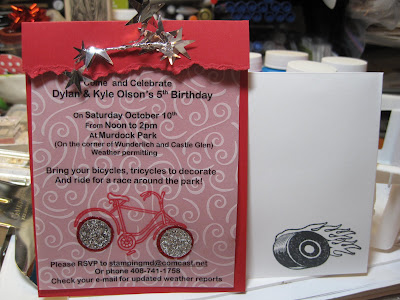 Come and Celebrate
Dylan & Kyle Olson's 5th Birthday
On Saturday October 10th
From Noon to 2pm
At Murdock Park
(On the corner of Wunderlich and Castle Glen)
Weather permitting
Bring your bicycles, tricycles to decorate
And ride for a race around the park!
Please RSVP to stampingmd@comcast.net
Or phone 408-741-1758
Check your e-mail for updated weather reports